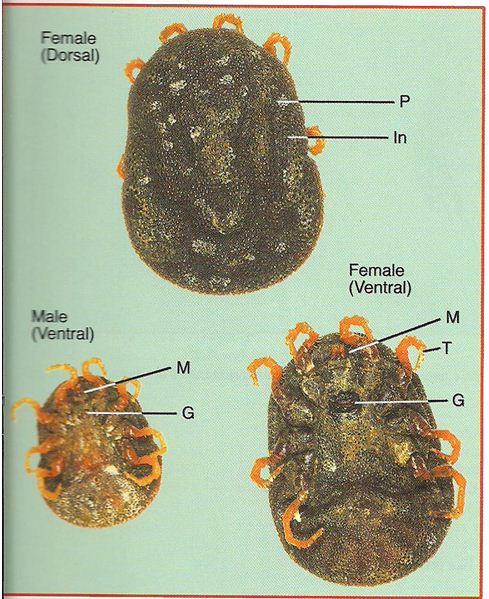 Female
(Dorsal)
P
In
Female
(Ventral)
Male
(Ventral)
M
T
M
G
G